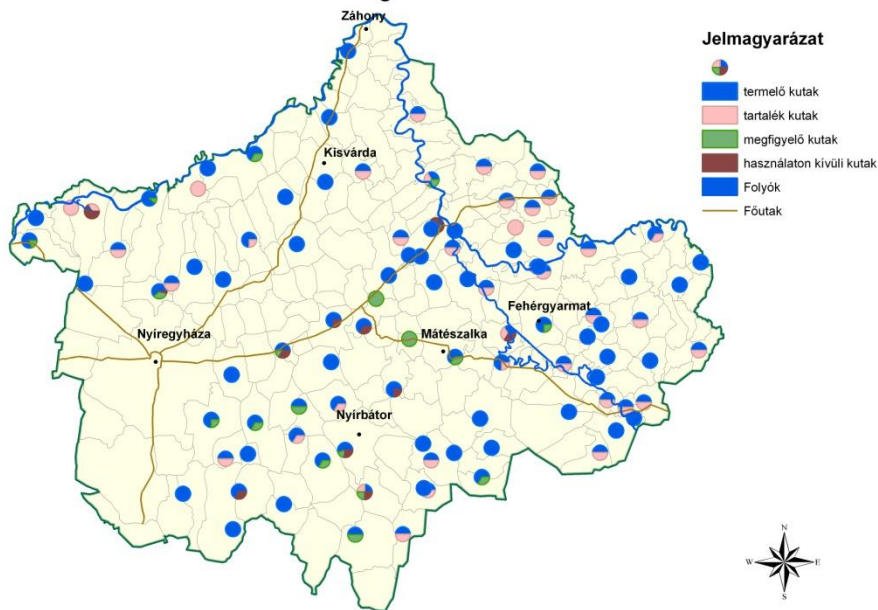 Záhony
Jelmagyarázat
termelő kutak
tartalék kutak
megfigyelő kutak
használaton kívüli kutak
Folyók
Főutak
Kisvárda
Fehérgyarmat
Nyíregyháza
Mátészalka
Nyírbátor
N
W
E
S